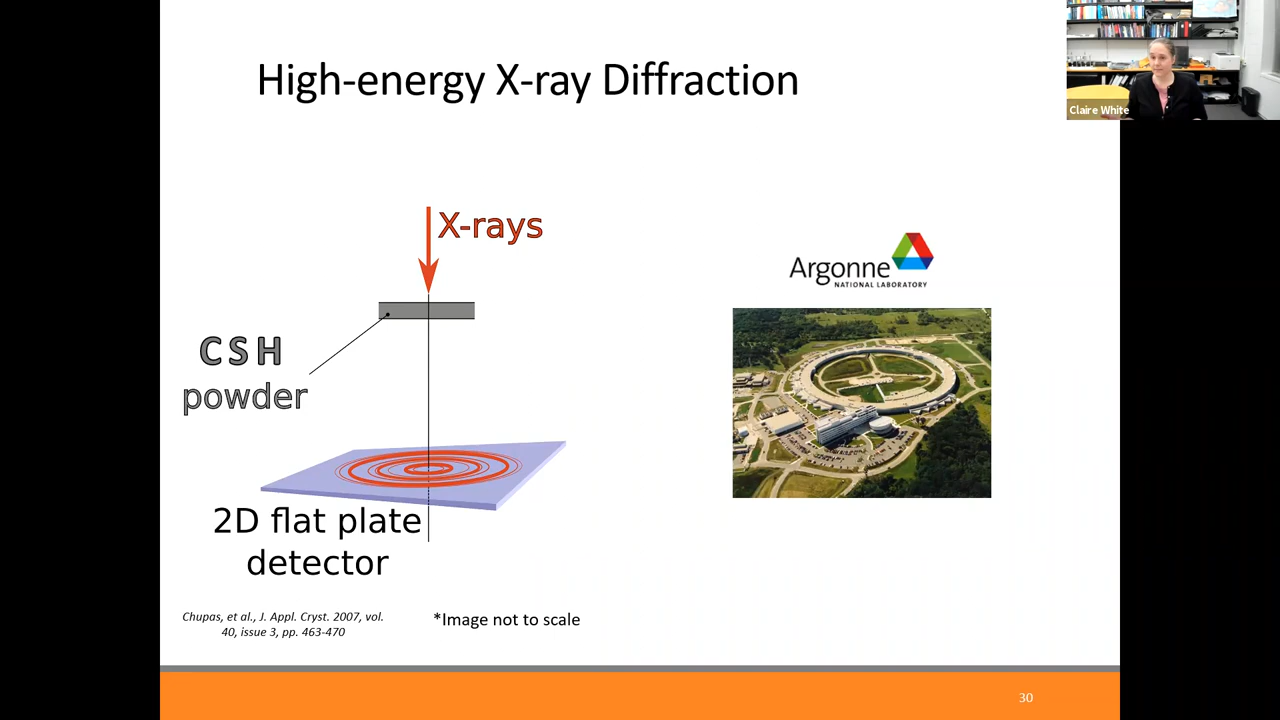 High-energy X-ray Diffraction
Claire White
X-rays
Argonne
NATIONAL LABORATORY
CSH
powder
2D flat plate
detector
Chupas, et al., J. Appl. Cryst. 2007, vol.
40, issue 3, pp. 463-470
*Image not to scale
30